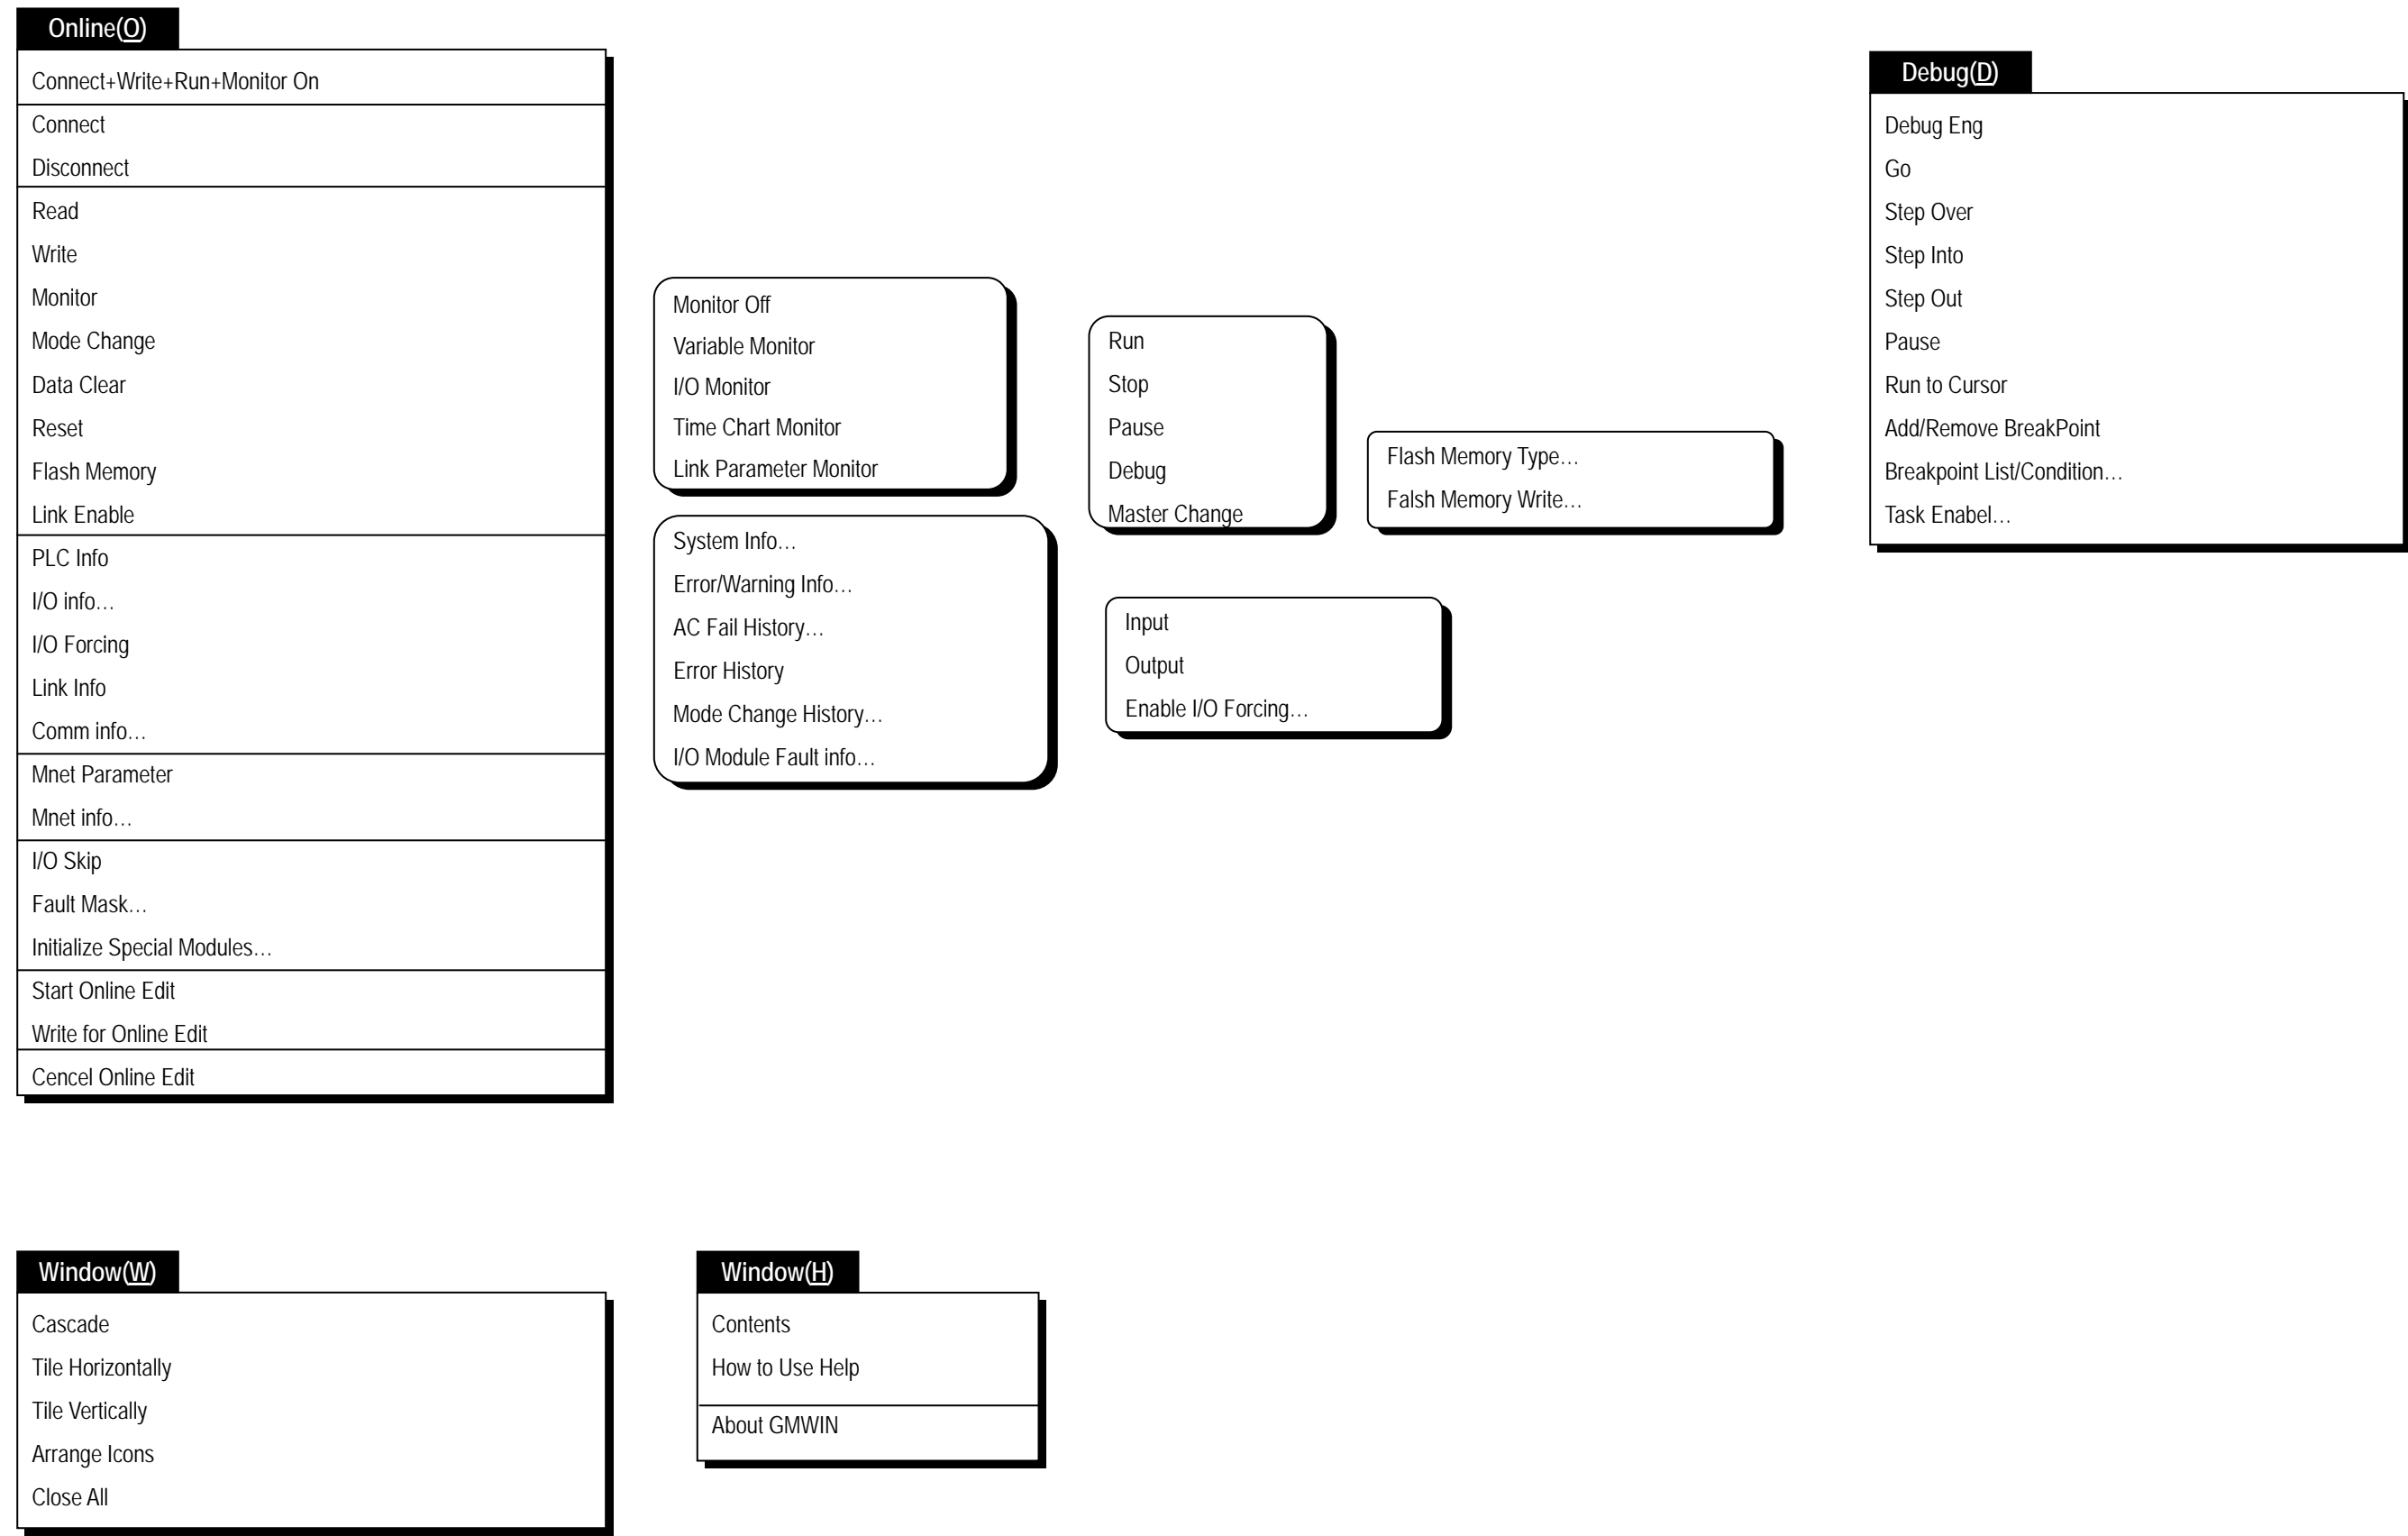 Online(O)
Connect+Write+Run+Monitor On
Connect
Disconnect
Read
Write
Monitor
Mode Change
Data Clear
Reset
Flash Memory
Link Enable
PLC Info
I/O info…
I/O Forcing
Link Info
Comm info…
Mnet Parameter
Mnet info…
I/O Skip
Fault Mask…
Initialize Special Modules…
Start Online Edit
Write for Online Edit
Cencel Online Edit
Monitor Off
Variable Monitor
I/O Monitor
Time Chart Monitor
Link Parameter Monitor
System Info…
Error/Warning Info…
AC Fail History…
Error History
Mode Change History…
I/O Module Fault info…
Run
Stop
Pause
Debug
Master Change
Input
Output
Enable I/O Forcing…
Flash Memory Type…
Falsh Memory Write…
Debug(D)
Debug Eng
Go
Step Over
Step Into
Step Out
Pause
Run to Cursor
Add/Remove BreakPoint
Breakpoint List/Condition…
Task Enabel…
Window(W)
Cascade
Tile Horizontally
Tile Vertically
Arrange Icons
Close All
Window(H)
Contents
How to Use Help
About GMWIN